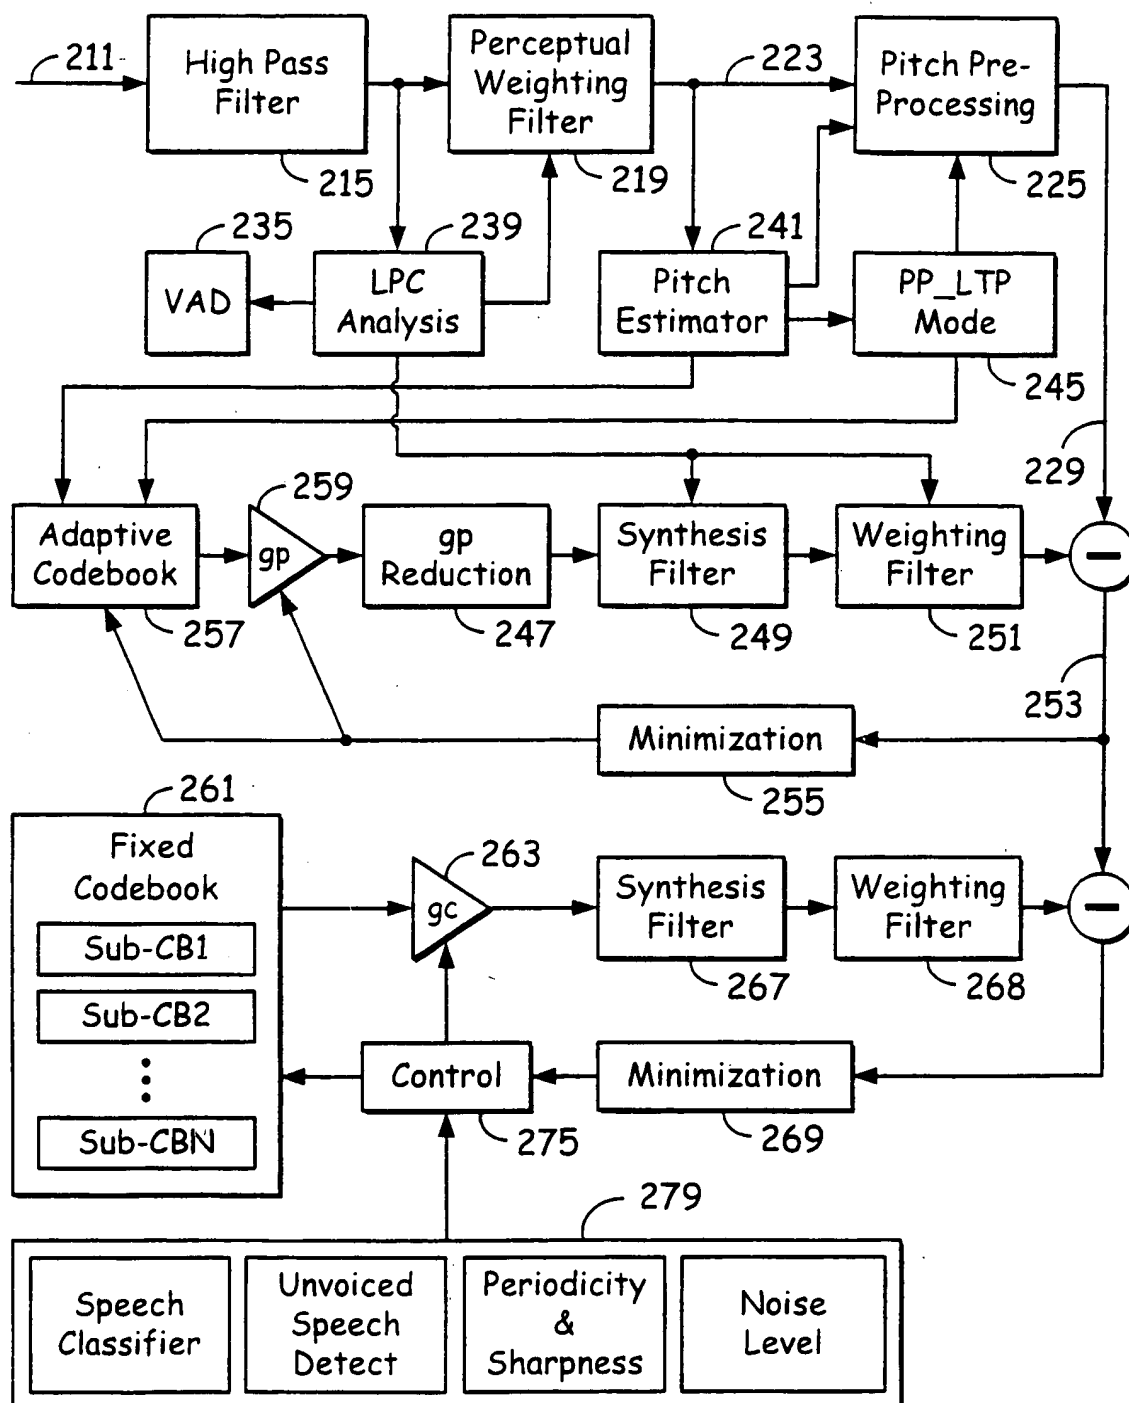 211
High Pass
Filter
215
Perceptual
Weighting
Filter
219
223
Pitch Pre-
Processing
225
235
VAD
239
LPC
Analysis
241
Pitch
Estimator
PP_LTP
Mode
245
229
Adaptive
Codebook
257
259
gp
gp
Reduction
247
Synthesis
Filter
249
Weighting
Filter
251
253
Minimization
255
261
Fixed
Codebook
Sub-CB1
Sub-CB2
Sub-CBN
263
gc
Synthesis
Filter
267
Weighting
Filter
268
Control
275
Minimization
269
279
Speech
Classifier
Unvoiced
Speech
Detect
Periodicity
&
Sharpness
Noise
Level